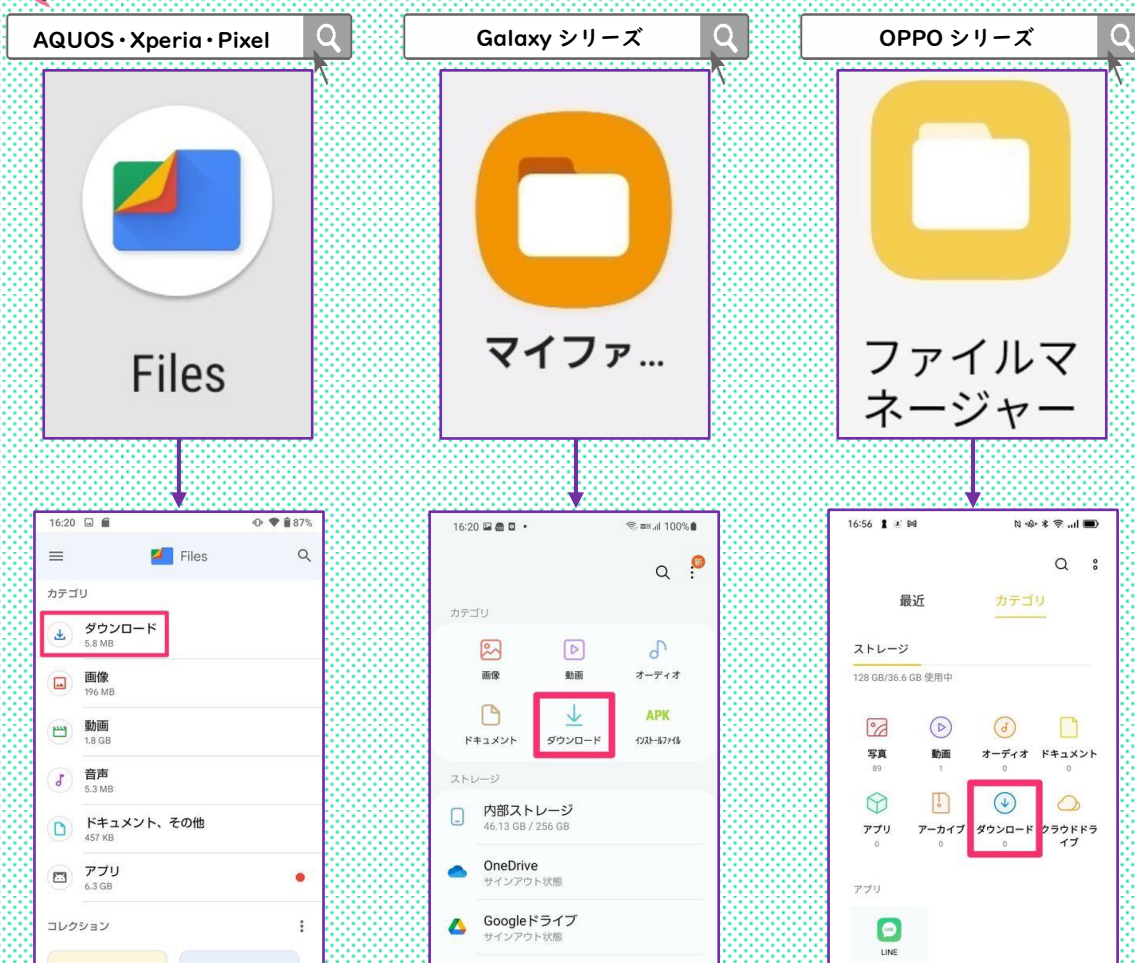 AQUOS・Xperia・Pixel
Galaxy シリーズ
OPPO シリーズ
Files
マイファ...
ファイルマ
ネージャー
16:20
87%
Files
カテゴリ
ダウンロード
5.8 MB
画像
196 MB
動画
1.8 GB
音声
5.3 MB
ドキュメント、その他
457 KB
アプリ
6.3 GB
コレクション
16:20
100%
カテゴリ
画像
動画
オーディオ
APK
ドキュメント
ダウンロード
インストールファイル
ストレージ
内部ストレージ
46.13 GB / 256 GB
OneDrive
サインアウト状態
Googleドライブ
サインアウト状態
16:56
最近
カテゴリ
ストレージ
128 GB/36.6 GB 使用中
写真
動画
オーディオ
ドキュメント
89
1
0
0
アプリ
アーカイブ
ダウンロード
クラウドドラ
イブ
0
0
0
アプリ
LINE